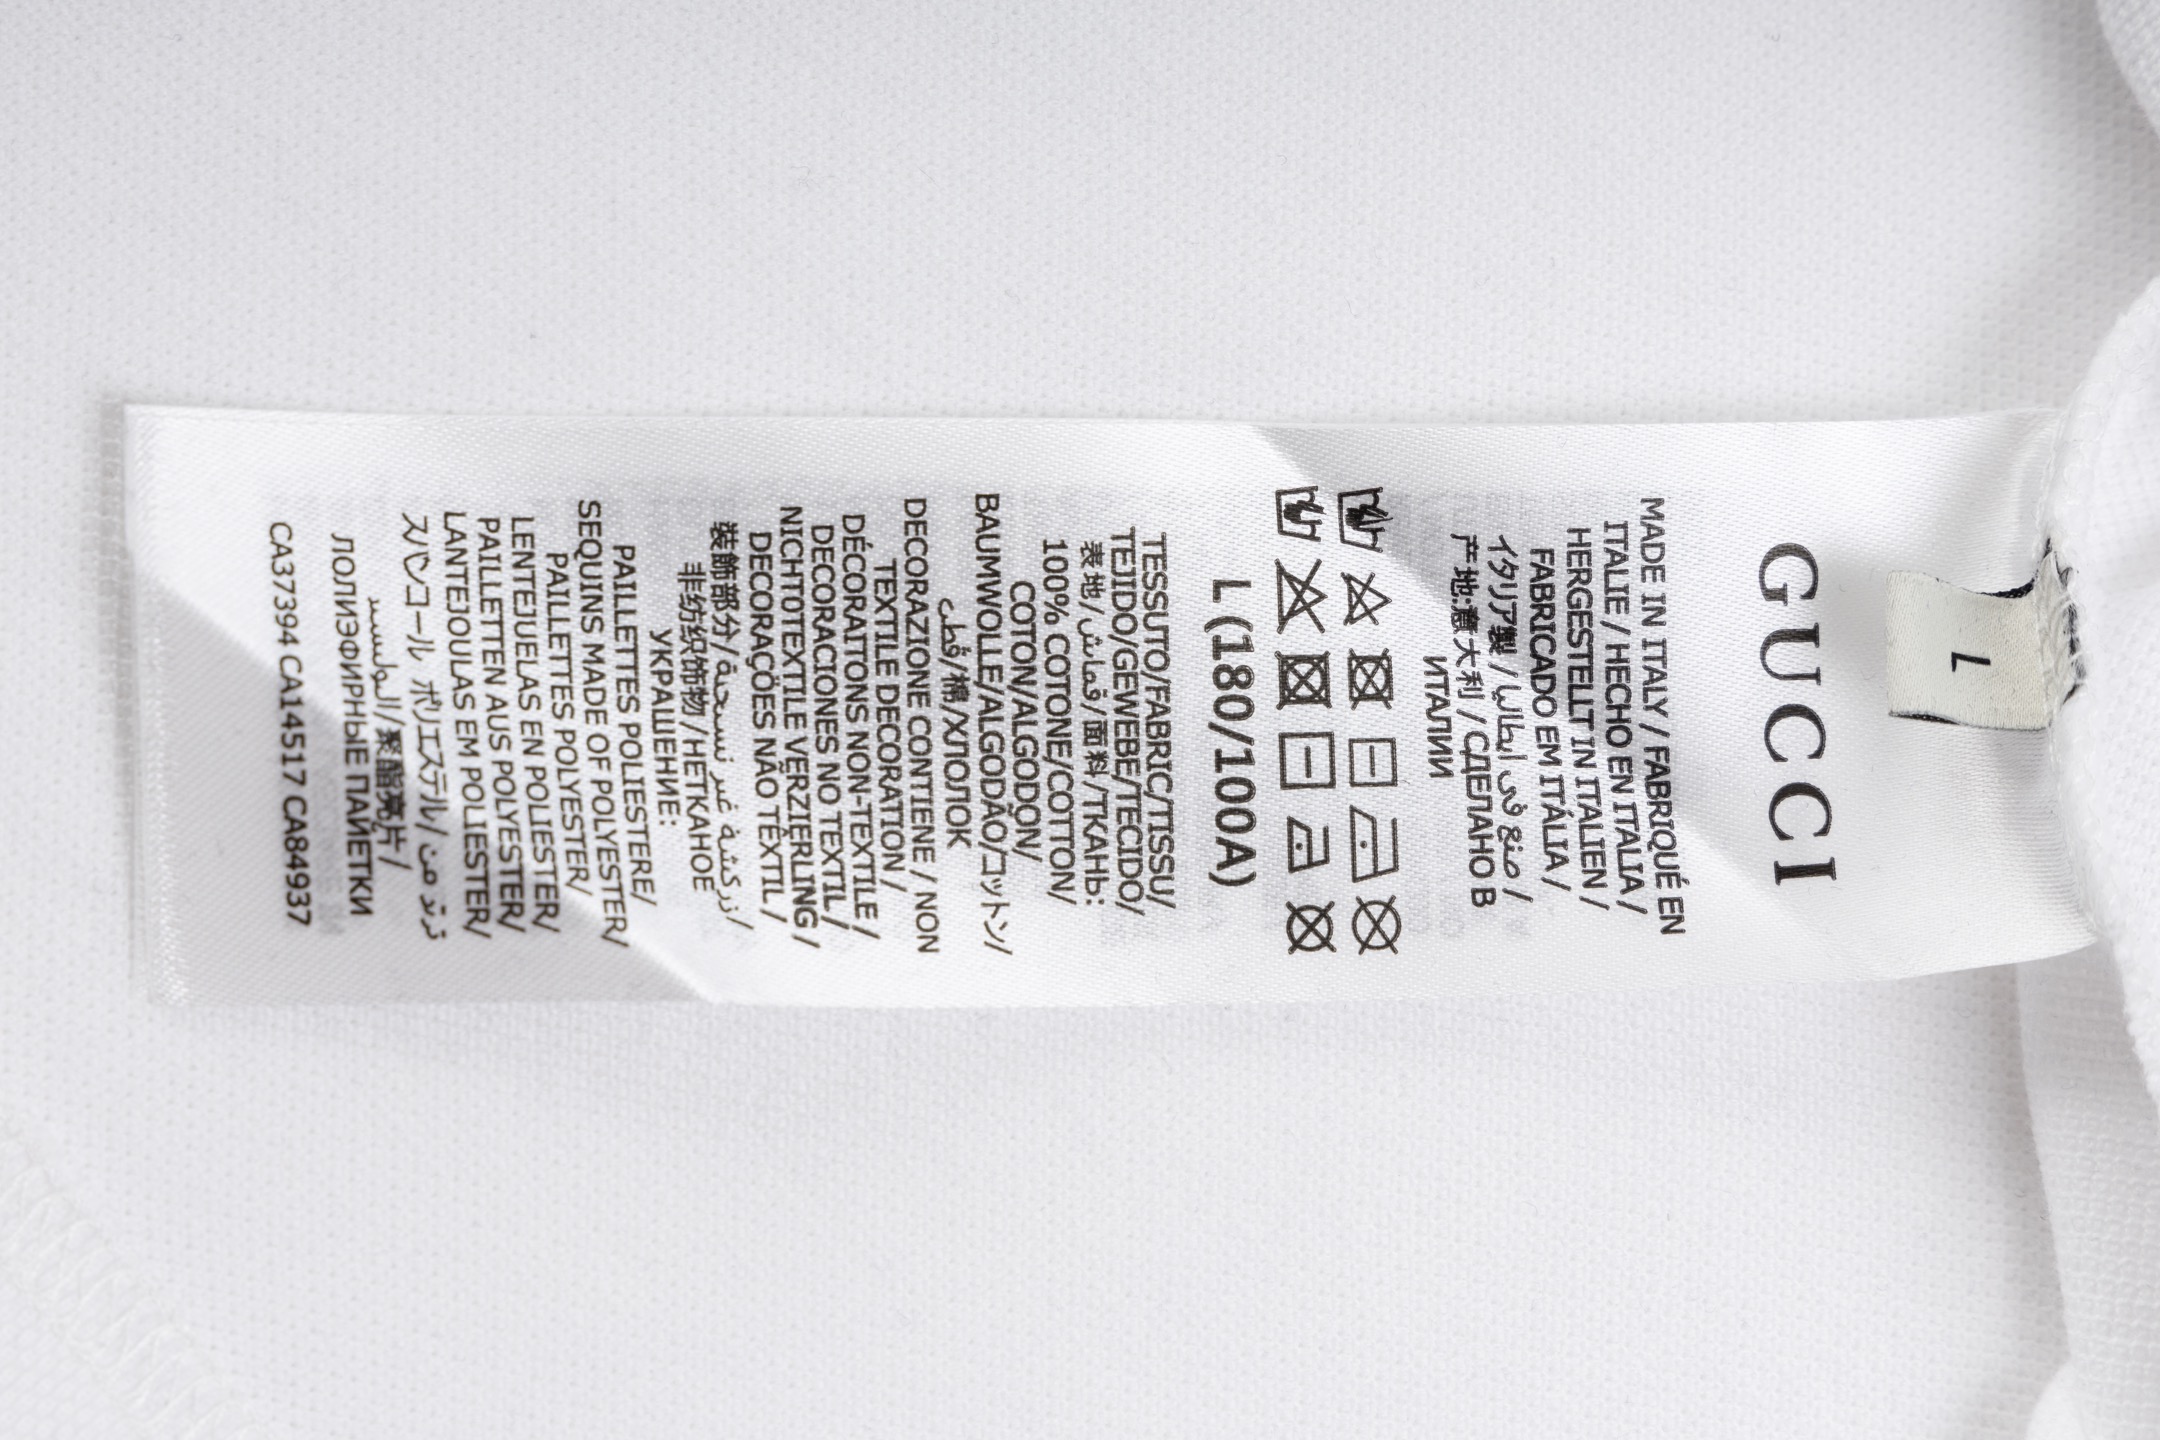 L
GUCCI
MADE IN ITALY / FABRIQUÉ EN
ITALIE / HECHO EN ITALIA /
HERGESTELLT IN ITALIEN /
FABRICADO EM ITÁLIA /
イタリア製 / صنع في إيطاليا /
产地:意大利 / СДЕЛАНО В
ИТАЛИИ
L (180/100A)
TESSUTO/FABRIC/TISSU/
TEJIDO/GEWEBE/TECIDO/
表地/قماش/面料/ТКАНЬ:
100% COTONE/COTTON/
COTON/ALGODÓN/
BAUMWOLLE/ALGODÃO/コットン/
قطن/棉/ХЛОПОК
DECORAZIONE CONTIENE / NON
TEXTILE DECORATION /
DÉCORATTONS NON-TEXTILE /
DECORACIONES NO TEXTIL /
NICHTOTEXTILE VERZIERLING /
DECORAÇÕES NÃO TÊXTIL /
装飾部分/زركشة غير نسيجية/
非纺织饰物/НЕТКАНОЕ
УКРАШЕНИЕ:
PAILLETTES POLIESTERE/
SEQUINS MADE OF POLYESTER/
PAILLETTES POLYESTER/
LENTEJUELAS EN POLIESTER/
PAILLETTEN AUS POLYESTER/
LANTEJOULAS EM POLIESTER/
スパンコール ポリエステル/ ترتر من
البوليستر/聚酯亮片/
ЛОЛИЭФИРНЫЕ ПАЙЕТКИ
CA37394 CA14517 CA84937